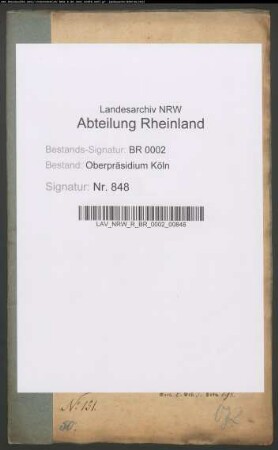 Landesarchiv NRW
Abteilung Rheinland
Bestands-Signatur: BR 0002
Bestand: Oberpräsidium Köln
Signatur: Nr. 848
LAV_NRW_R_BR_0002_00848
No. 131.
50.